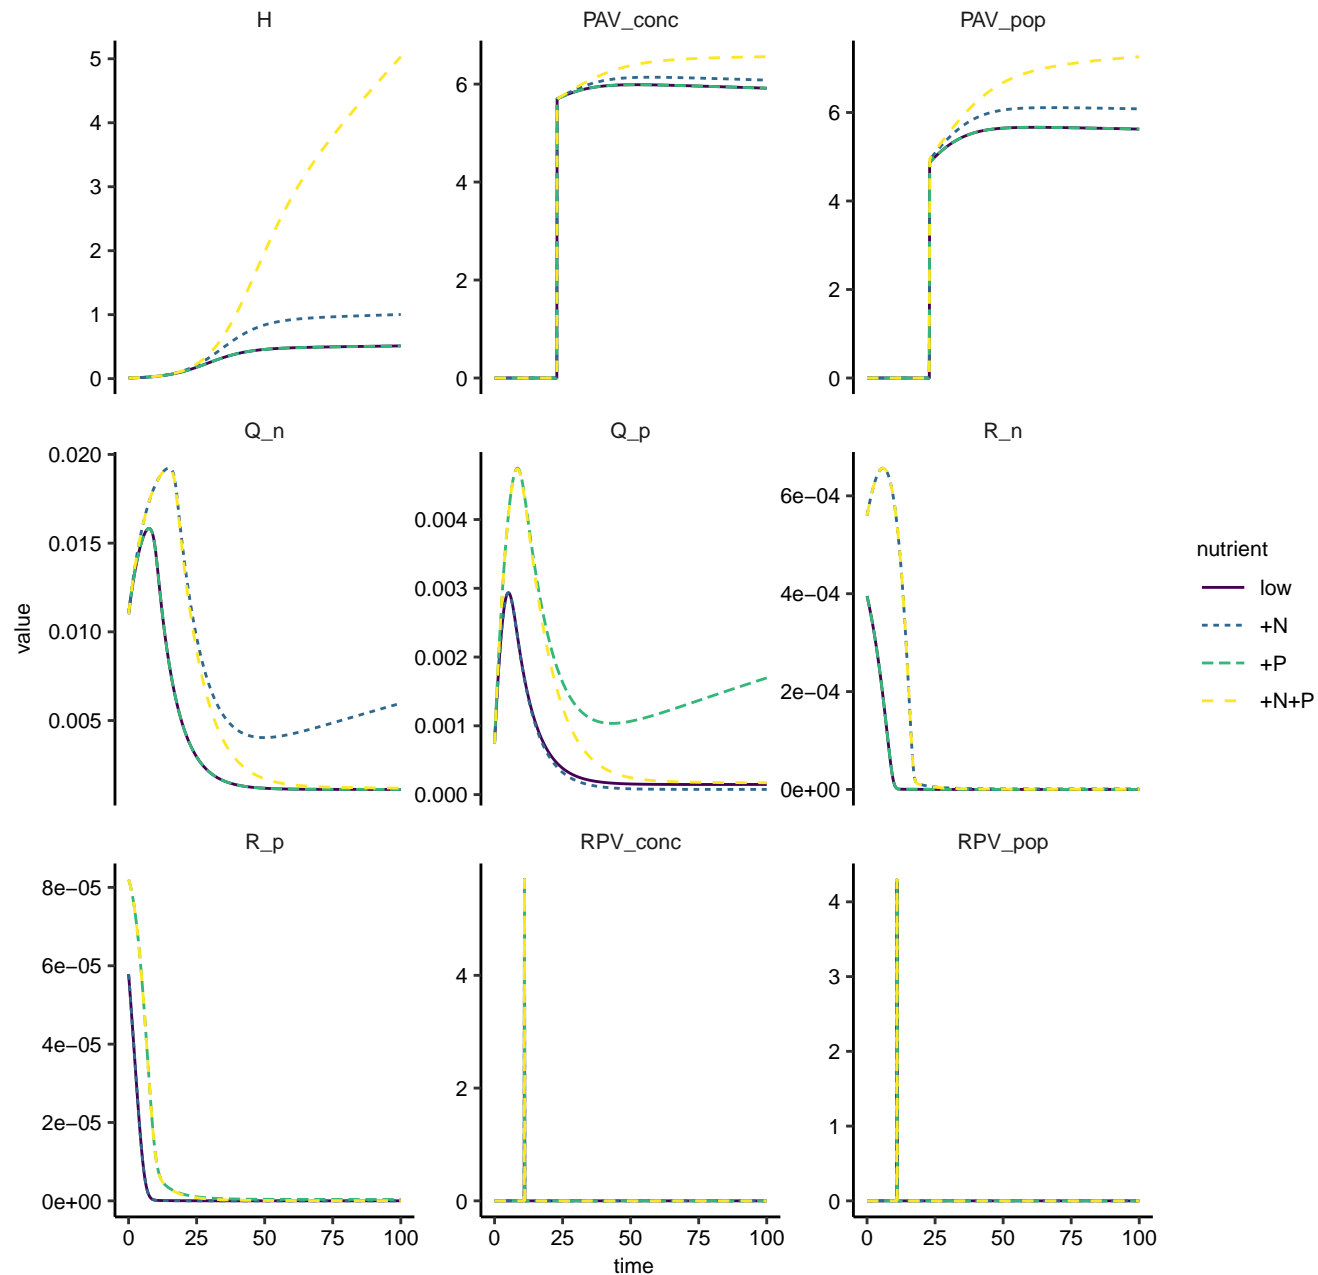 H
PAV_conc
PAV_pop
5
4
3
2
1
0
6
4
2
0
6
4
2
0
Q_n
Q_p
R_n
0.020
0.015
0.010
0.005
0.004
0.003
0.002
0.001
0.000
6e−04
4e−04
2e−04
0e+00
R_p
RPV_conc
RPV_pop
8e−05
6e−05
4e−05
2e−05
0e+00
4
2
0
4
3
2
1
0
0 25 50 75 100
0 25 50 75 100
0 25 50 75 100
time
value
nutrient
low
+N
+P
+N+P